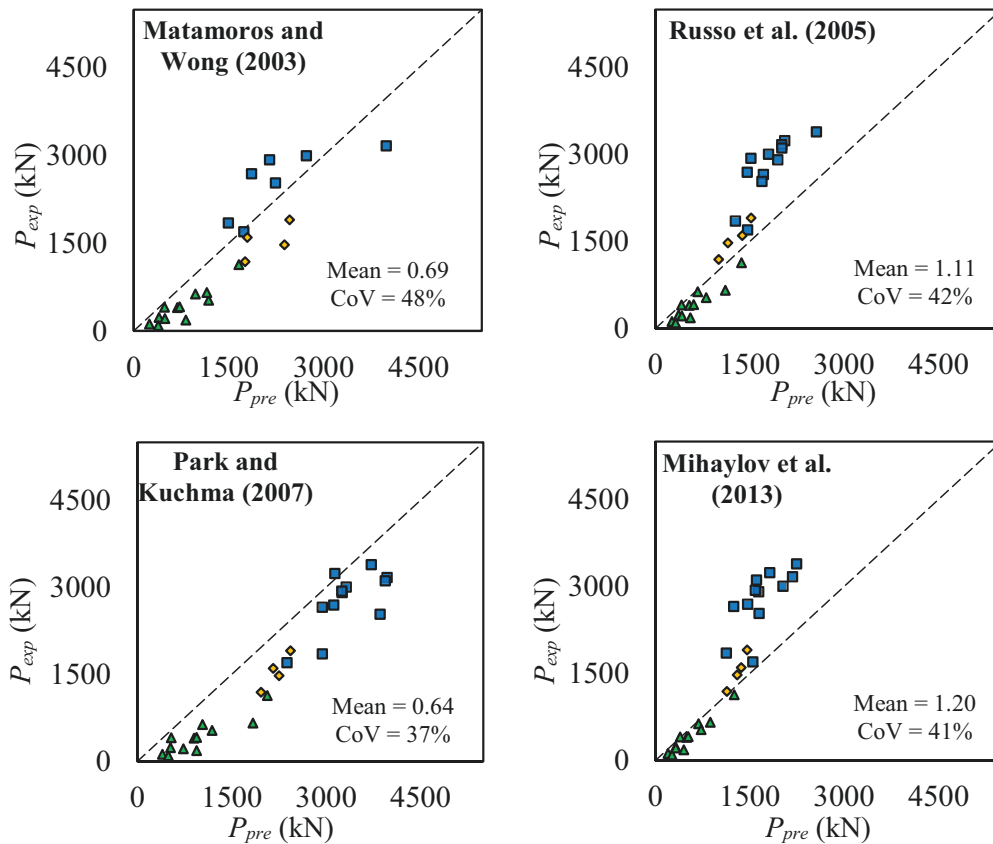 Matamoros and
Wong (2003)
4500
3000
1500
0
P_exp (kN)
Mean = 0.69
CoV = 48%
0 1500 3000 4500
P_pre (kN)
Russo et al. (2005)
4500
3000
1500
0
P_exp (kN)
Mean = 1.11
CoV = 42%
0 1500 3000 4500
P_pre (kN)
Park and
Kuchma (2007)
4500
3000
1500
0
P_exp (kN)
Mean = 0.64
CoV = 37%
0 1500 3000 4500
P_pre (kN)
Mihaylov et al.
(2013)
4500
3000
1500
0
P_exp (kN)
Mean = 1.20
CoV = 41%
0 1500 3000 4500
P_pre (kN)